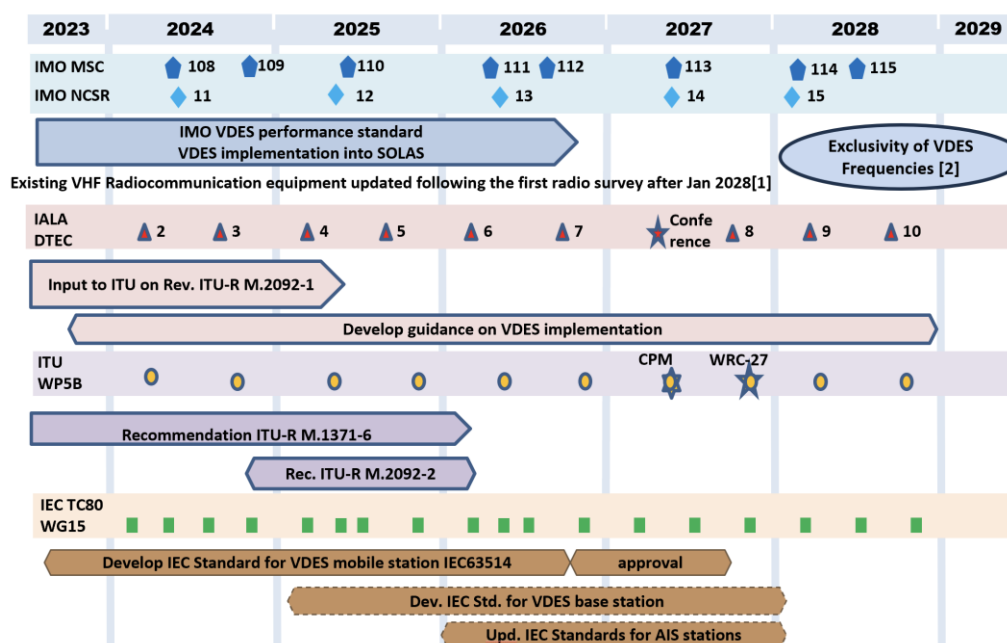 2023 2024 2025 2026 2027 2028 2029
IMO MSC 108 109 110 111 112 113 114 115
IMO NCSR 11 12 13 14 15
IMO VDES performance standard
VDES implementation into SOLAS
Exclusivity of VDES
Frequencies [2]
Existing VHF Radiocommunication equipment updated following the first radio survey after Jan 2028[1]
IALA
DTEC
2 3 4 5 6 7 Confe
rence 8 9 10
Input to ITU on Rev. ITU-R M.2092-1
Develop guidance on VDES implementation
ITU
WP5B
CPM WRC-27
Recommendation ITU-R M.1371-6
Rec. ITU-R M.2092-2
IEC TC80
WG15
Develop IEC Standard for VDES mobile station IEC63514 approval
Dev. IEC Std. for VDES base station
Upd. IEC Standards for AIS stations